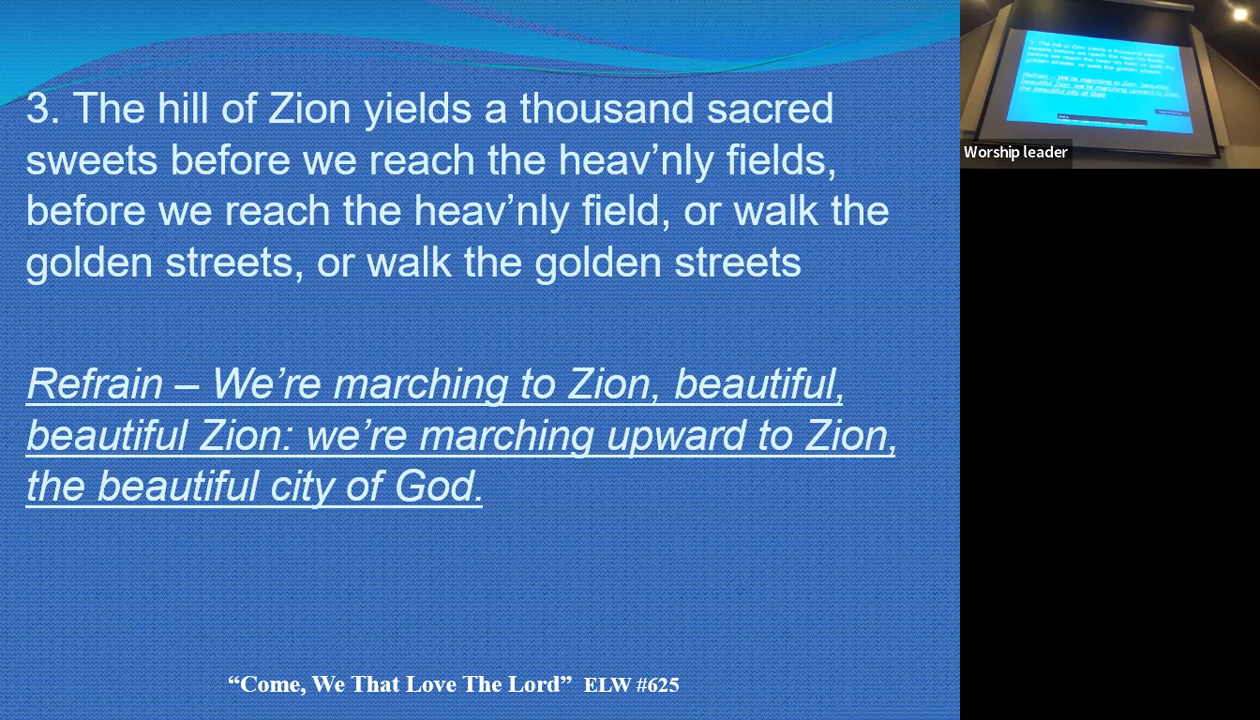 3. The hill of Zion yields a thousand sacred
sweets before we reach the heav’nly fields,
before we reach the heav’nly field, or walk the
golden streets, or walk the golden streets
Refrain – We’re marching to Zion, beautiful,
beautiful Zion: we’re marching upward to Zion,
the beautiful city of God.
“Come, We That Love The Lord” ELW #625
Worship leader